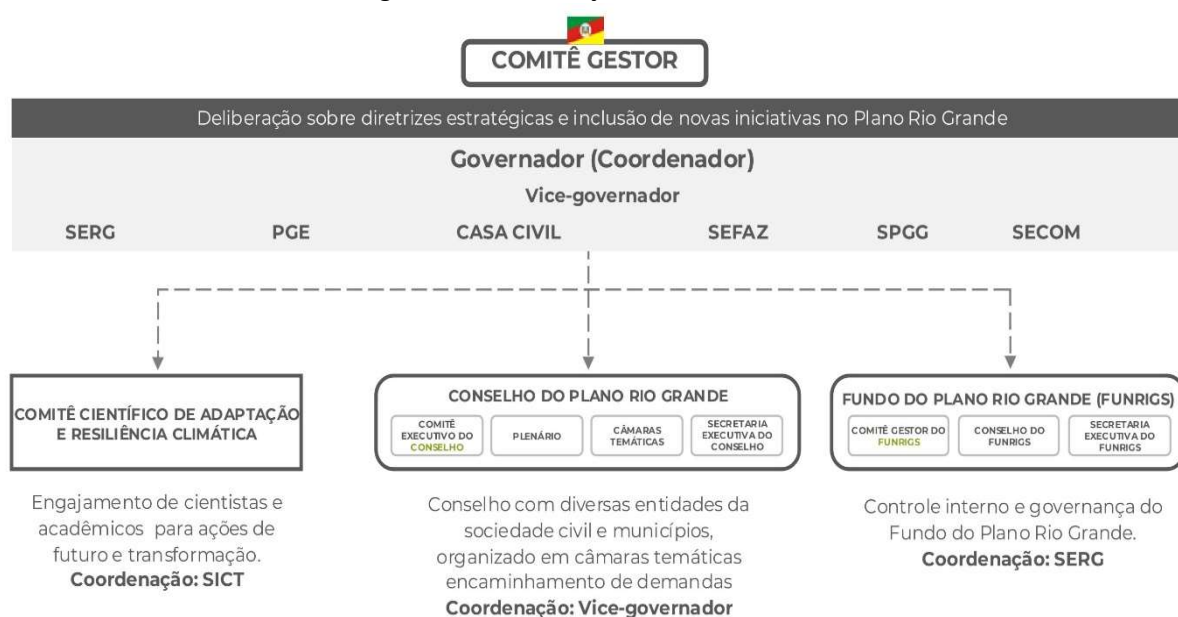 COMITÊ GESTOR
Deliberação sobre diretrizes estratégicas e inclusão de novas iniciativas no Plano Rio Grande
Governador (Coordenador)
Vice-governador
SERG PGE CASA CIVIL SEFAZ SPGG SECOM
COMITÊ CIENTÍFICO DE ADAPTAÇÃO
E RESILIÊNCIA CLIMÁTICA
Engajamento de cientistas e
acadêmicos para ações de
futuro e transformação.
Coordenação: SICT
CONSELHO DO PLANO RIO GRANDE
COMITÊ
EXECUTIVO DO
CONSELHO
PLENÁRIO
CÂMARAS
TEMÁTICAS
SECRETARIA
EXECUTIVA DO
CONSELHO
Conselho com diversas entidades da
sociedade civil e municípios,
organizado em câmaras temáticas
encaminhamento de demandas
Coordenação: Vice-governador
FUNDO DO PLANO RIO GRANDE (FUNRIGS)
COMITÊ GESTOR DO
FUNRIGS
CONSELHO DO
FUNRIGS
SECRETARIA
EXECUTIVA DO
FUNRIGS
Controle interno e governança do
Fundo do Plano Rio Grande.
Coordenação: SERG